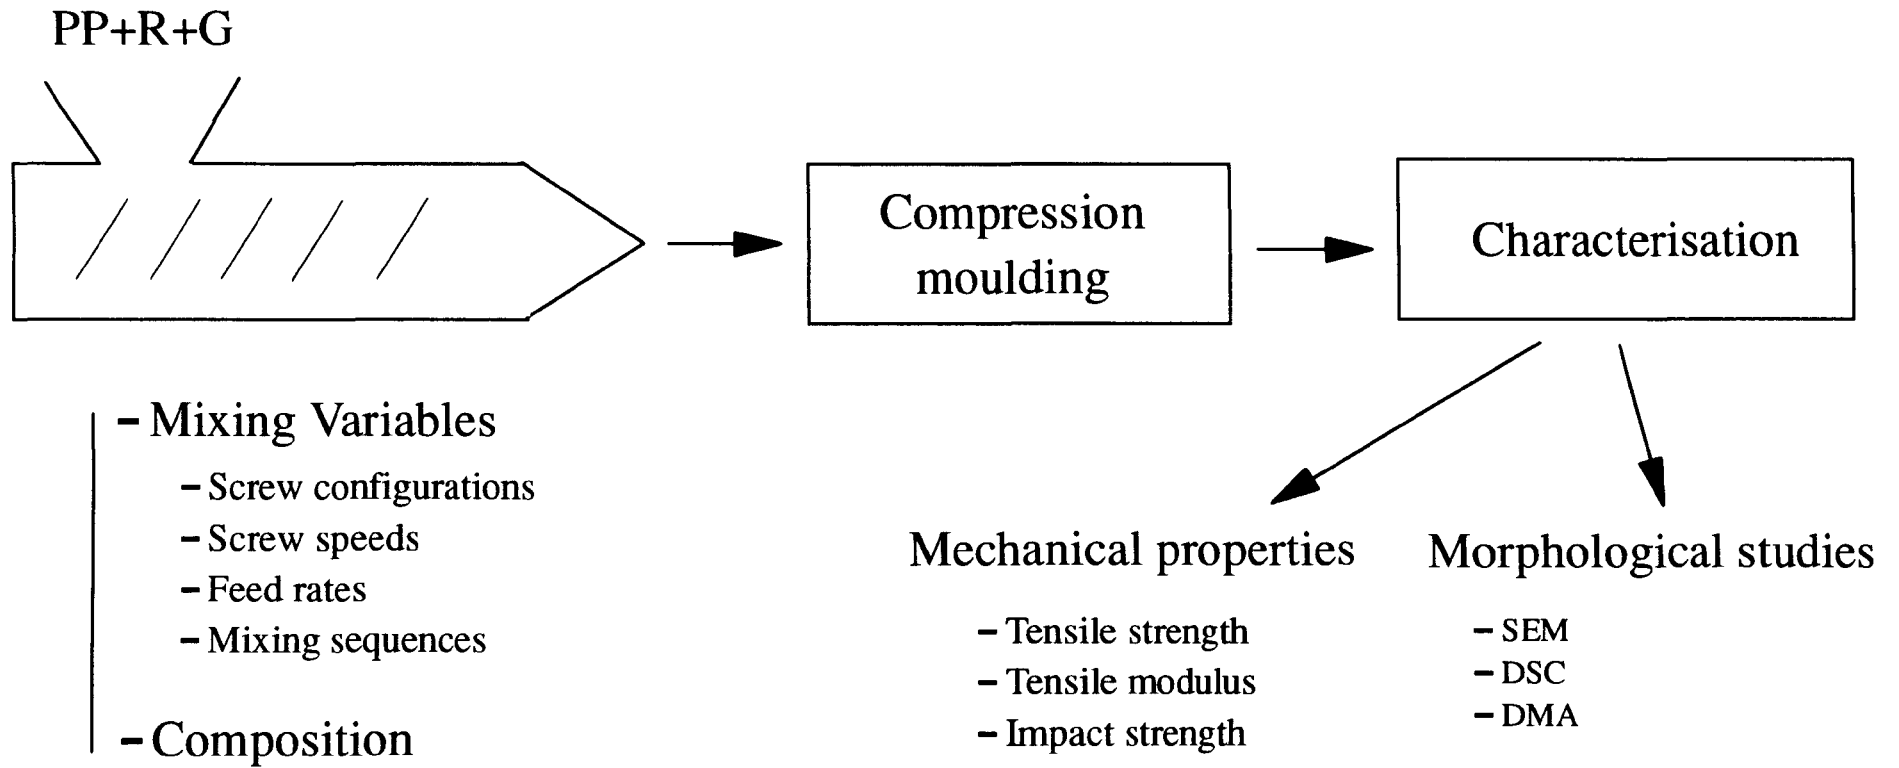 PP+R+G
Compression
moulding
Characterisation
– Mixing Variables
– Screw configurations
– Screw speeds
– Feed rates
– Mixing sequences
– Composition
Mechanical properties
– Tensile strength
– Tensile modulus
– Impact strength
Morphological studies
– SEM
– DSC
– DMA